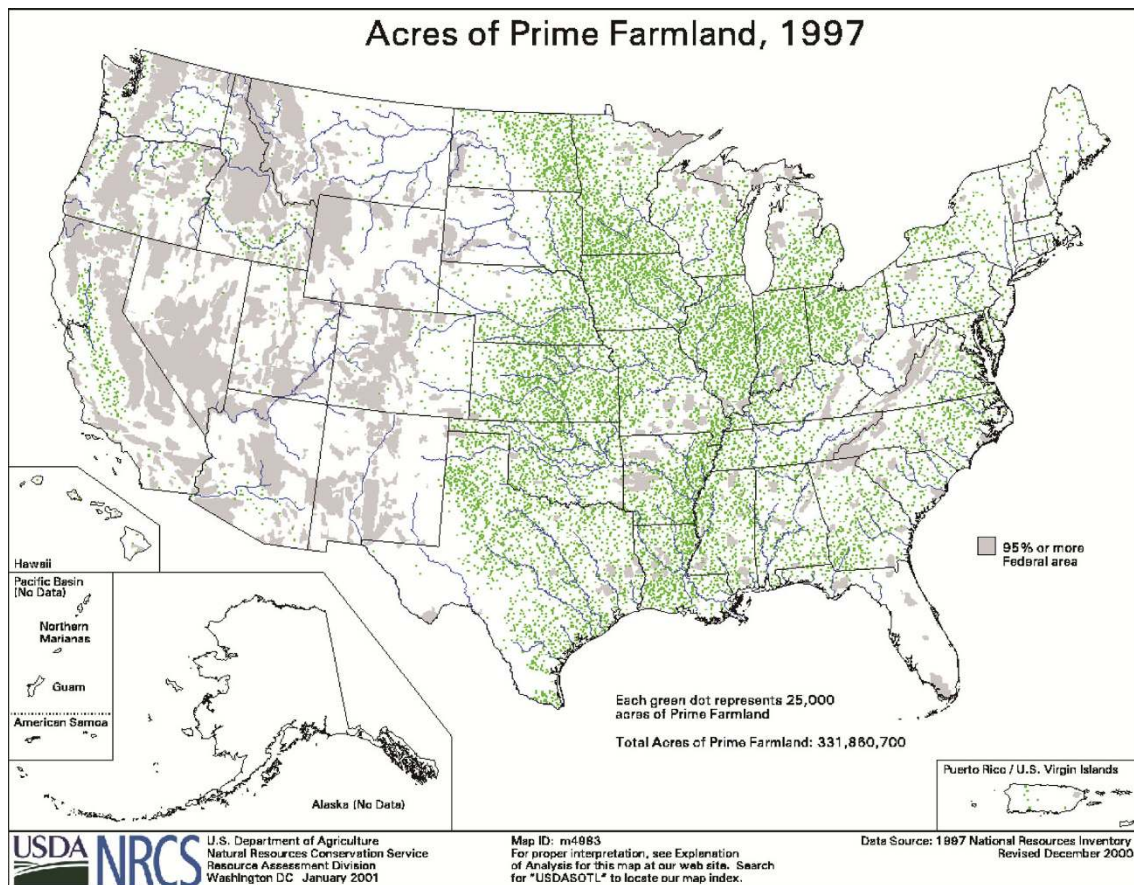 Acres of Prime Farmland, 1997
95% or more
Federal area
Hawaii
Pacific Basin
(No Data)
Northern
Marianas
Guam
American Samoa
Alaska (No Data)
Each green dot represents 25,000
acres of Prime Farmland
Total Acres of Prime Farmland: 331,860,700
Puerto Rico / U.S. Virgin Islands
USDA
NRCS
U.S. Department of Agriculture
Natural Resources Conservation Service
Resource Assessment Division
Washington DC January 2001
Map ID: m4983
For proper interpretation, see Explanation
of Analysis for this map at our web site. Search
for "USDASOTL" to locate our map index.
Data Source: 1997 National Resources Inventory
Revised December 2000